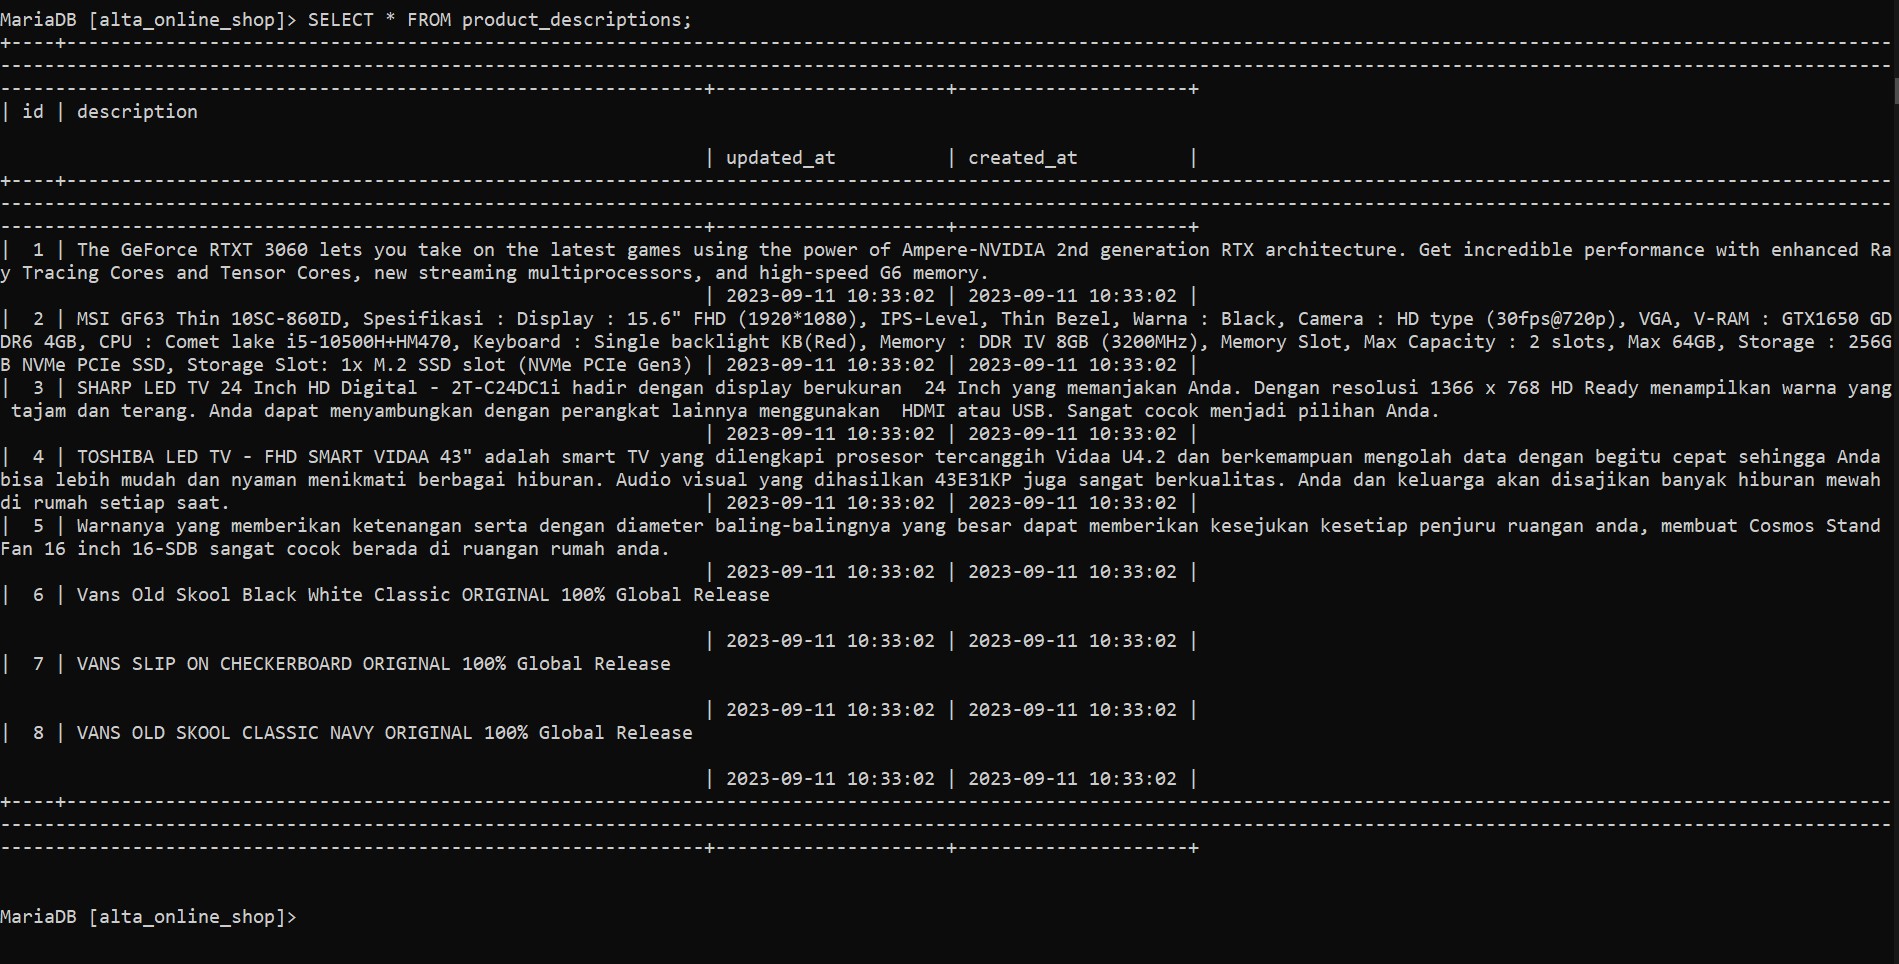 MariaDB [alta_online_shop]> SELECT * FROM product_descriptions;
| id | description
| updated_at | created_at |
| 1 | The GeForce RTXT 3060 lets you take on the latest games using the power of Ampere-NVIDIA 2nd generation RTX architecture. Get incredible performance with enhanced Ra
y Tracing Cores and Tensor Cores, new streaming multiprocessors, and high-speed G6 memory.
| 2023-09-11 10:33:02 | 2023-09-11 10:33:02 |
| 2 | MSI GF63 Thin 10SC-860ID, Spesifikasi : Display : 15.6" FHD (1920*1080), IPS-Level, Thin Bezel, Warna : Black, Camera : HD type (30fps@720p), VGA, V-RAM : GTX1650 GD
DR6 4GB, CPU : Comet lake i5-10500H+HM470, Keyboard : Single backlight KB(Red), Memory : DDR IV 8GB (3200MHz), Memory Slot, Max Capacity : 2 slots, Max 64GB, Storage : 256G
B NVMe PCIe SSD, Storage Slot: 1x M.2 SSD slot (NVMe PCIe Gen3) | 2023-09-11 10:33:02 | 2023-09-11 10:33:02 |
| 3 | SHARP LED TV 24 Inch HD Digital - 2T-C24DC1i hadir dengan display berukuran  24 Inch yang memanjakan Anda. Dengan resolusi 1366 x 768 HD Ready menampilkan warna yang
tajam dan terang. Anda dapat menyambungkan dengan perangkat lainnya menggunakan  HDMI atau USB. Sangat cocok menjadi pilihan Anda.
| 2023-09-11 10:33:02 | 2023-09-11 10:33:02 |
| 4 | TOSHIBA LED TV - FHD SMART VIDAA 43" adalah smart TV yang dilengkapi prosesor tercanggih Vidaa U4.2 dan berkemampuan mengolah data dengan begitu cepat sehingga Anda
bisa lebih mudah dan nyaman menikmati berbagai hiburan. Audio visual yang dihasilkan 43E31KP juga sangat berkualitas. Anda dan keluarga akan disajikan banyak hiburan mewah
di rumah setiap saat. | 2023-09-11 10:33:02 | 2023-09-11 10:33:02 |
| 5 | Warnanya yang memberikan ketenangan serta dengan diameter baling-balingnya yang besar dapat memberikan kesejukan kesetiap penjuru ruangan anda, membuat Cosmos Stand
Fan 16 inch 16-SDB sangat cocok berada di ruangan rumah anda.
| 2023-09-11 10:33:02 | 2023-09-11 10:33:02 |
| 6 | Vans Old Skool Black White Classic ORIGINAL 100% Global Release
| 2023-09-11 10:33:02 | 2023-09-11 10:33:02 |
| 7 | VANS SLIP ON CHECKERBOARD ORIGINAL 100% Global Release
| 2023-09-11 10:33:02 | 2023-09-11 10:33:02 |
| 8 | VANS OLD SKOOL CLASSIC NAVY ORIGINAL 100% Global Release
| 2023-09-11 10:33:02 | 2023-09-11 10:33:02 |
MariaDB [alta_online_shop]>